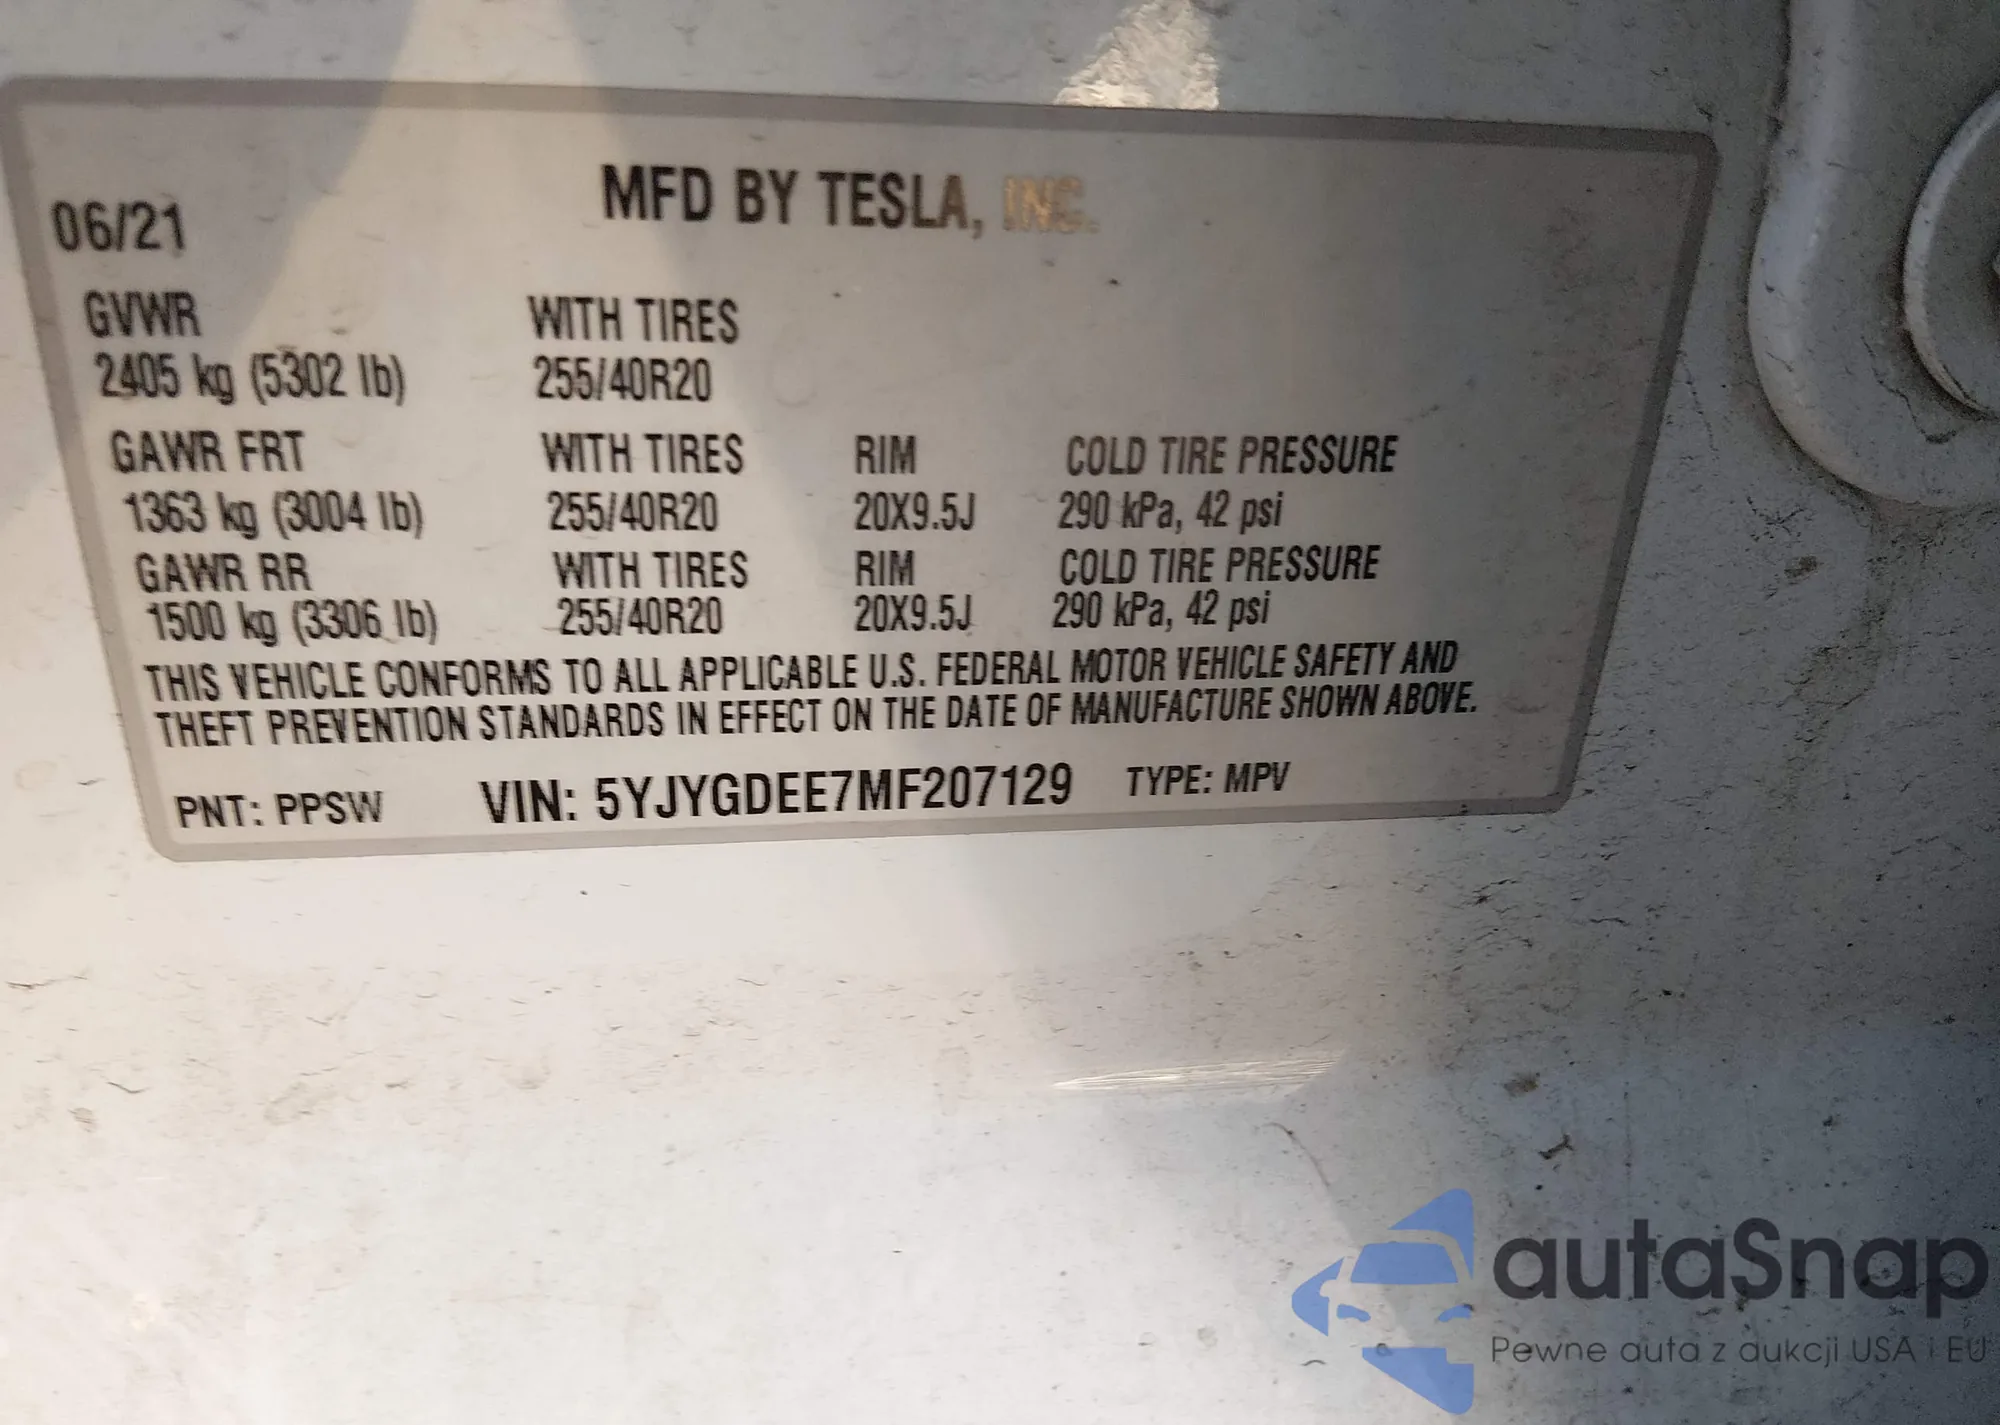 MFD BY TESLA, INC.
06/21
GVWR WITH TIRES
2405 kg (5302 lb) 255/40R20
GAWR FRT WITH TIRES RIM COLD TIRE PRESSURE
1363 kg (3004 lb) 255/40R20 20X9.5J 290 kPa, 42 psi
GAWR RR WITH TIRES RIM COLD TIRE PRESSURE
1500 kg (3306 lb) 255/40R20 20X9.5J 290 kPa, 42 psi
THIS VEHICLE CONFORMS TO ALL APPLICABLE U.S. FEDERAL MOTOR VEHICLE SAFETY AND
THEFT PREVENTION STANDARDS IN EFFECT ON THE DATE OF MANUFACTURE SHOWN ABOVE.
PNT: PPSW VIN: 5YJYGDEE7MF207129 TYPE: MPV
autaSnap
Pewne auta z aukcji USA i EU